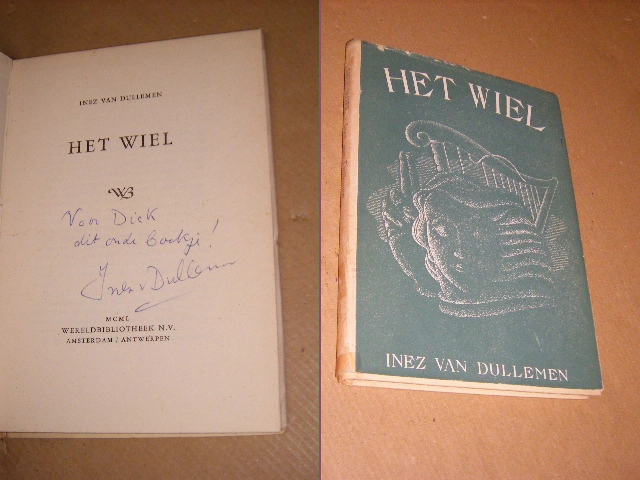 INEZ VAN DULLEMEN
HET WIEL
WB
Voor Dick
dit oude boekje!
Inez v Dullemen
MCML
WERELDBIBLIOTHEEK N.V.
AMSTERDAM / ANTWERPEN
HET WIEL
INEZ VAN DULLEMEN